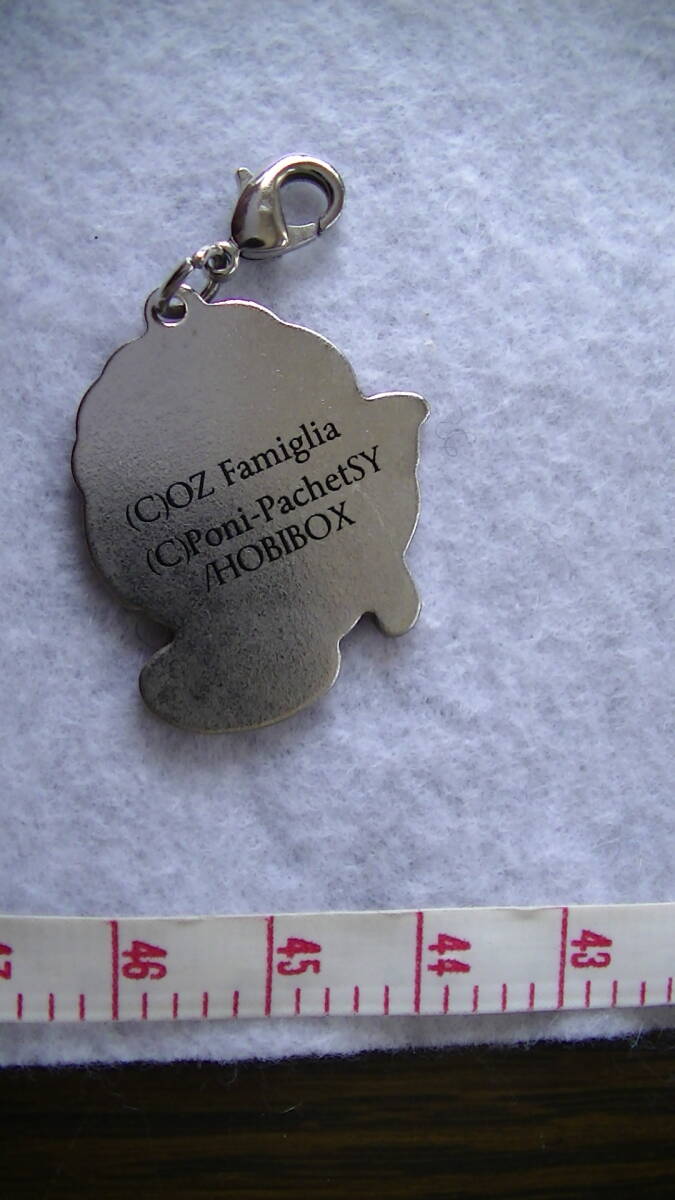 (C)OZ Famiglia
(C)Poni-PachetSY
/HOBIBOX
46 45 44 43